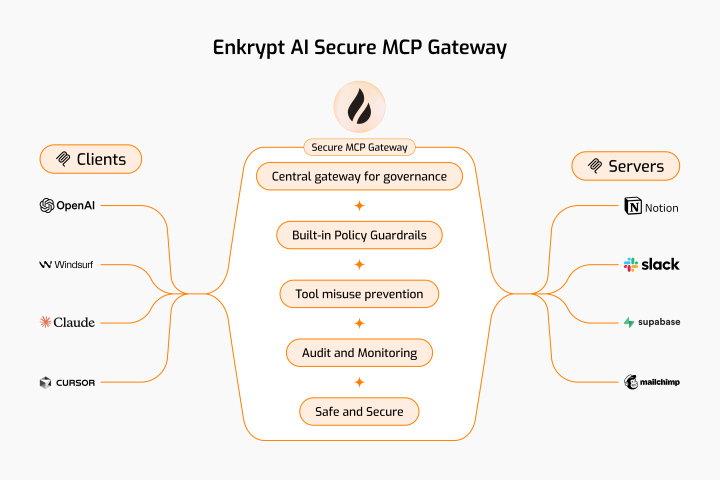 Enkrypt AI Secure MCP Gateway
Secure MCP Gateway
Clients
OpenAI
Windsurf
Claude
CURSOR
Central gateway for governance
Built-in Policy Guardrails
Tool misuse prevention
Audit and Monitoring
Safe and Secure
Servers
Notion
slack
supabase
mailchimp